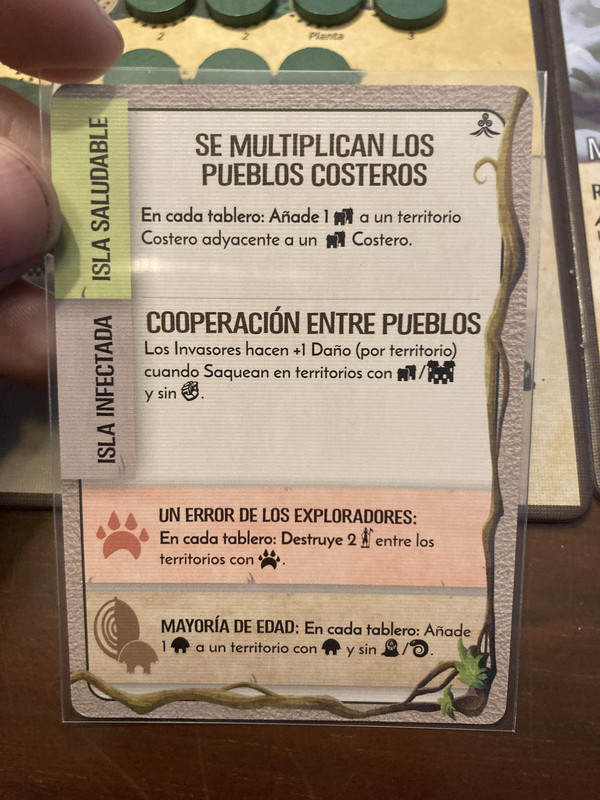 2
2
Planta
3
ISLA SALUDABLE
SE MULTIPLICAN LOS
PUEBLOS COSTEROS
En cada tablero: Añade 1 a un territorio
Costero adyacente a un Costero.
ISLA INFECTADA
COOPERACIÓN ENTRE PUEBLOS
Los Invasores hacen +1 Daño (por territorio)
cuando Saquean en territorios con /
y sin .
UN ERROR DE LOS EXPLORADORES:
En cada tablero: Destruye 2 entre los
territorios con .
MAYORÍA DE EDAD: En cada tablero: Añade
1 a un territorio con y sin / .